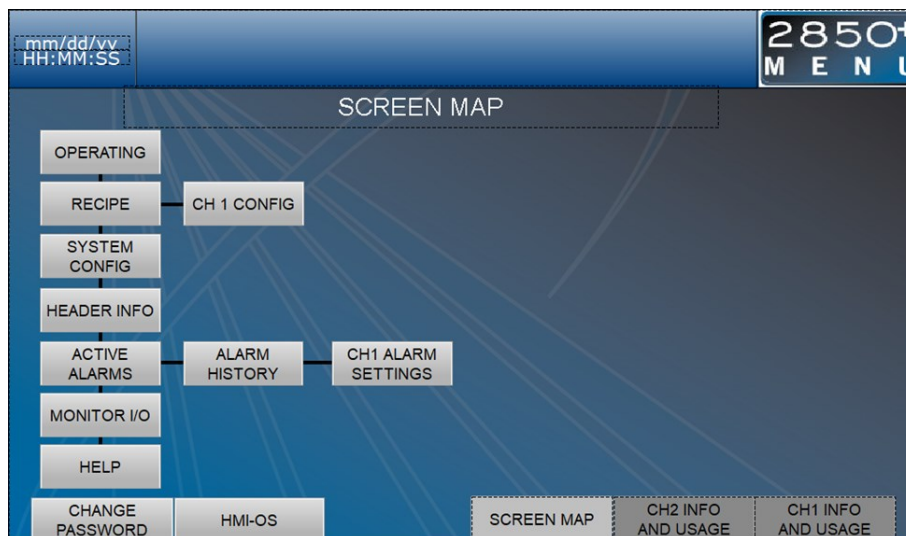 mm/dd/yy
HH:MM:SS
2850+
MENU
SCREEN MAP
OPERATING
RECIPE
CH 1 CONFIG
SYSTEM
CONFIG
HEADER INFO
ACTIVE
ALARMS
ALARM
HISTORY
CH1 ALARM
SETTINGS
MONITOR I/O
HELP
CHANGE
PASSWORD
HMI-OS
SCREEN MAP
CH2 INFO
AND USAGE
CH1 INFO
AND USAGE